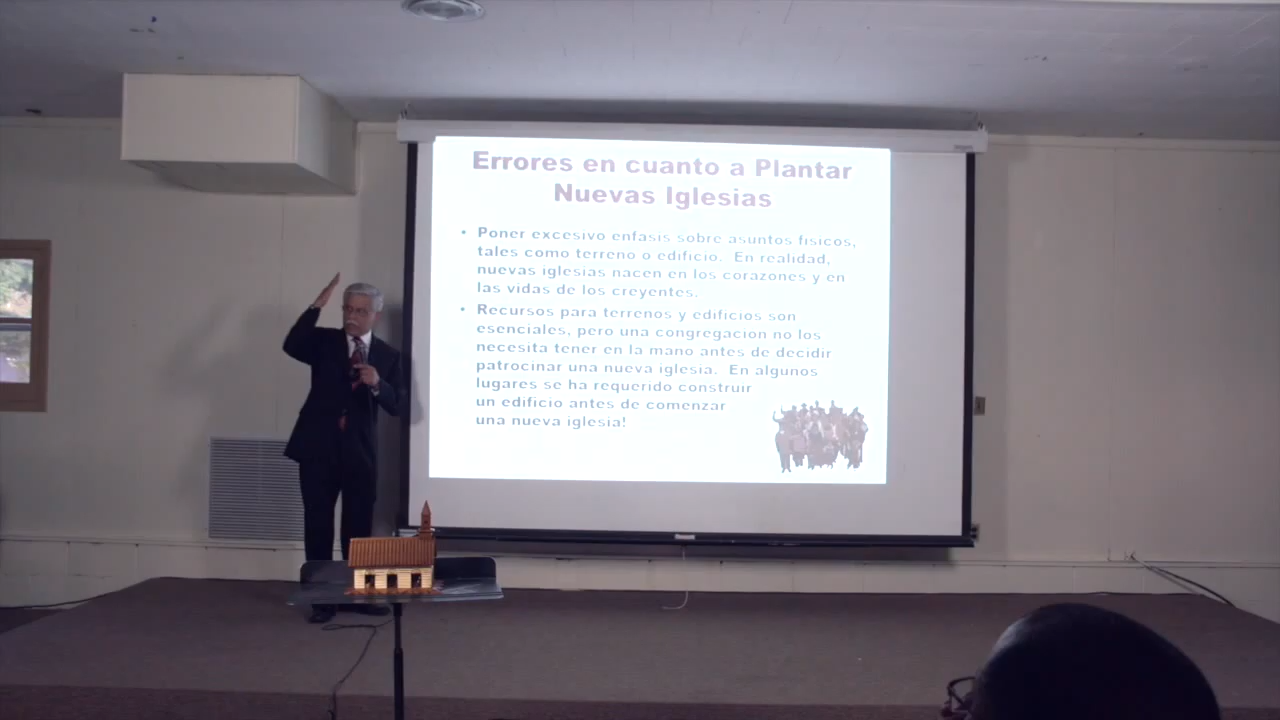 Errores en cuanto a Plantar
Nuevas Iglesias
• Poner excesivo enfasis sobre asuntos fisicos,
tales como terreno o edificio. En realidad,
nuevas iglesias nacen en los corazones y en
las vidas de los creyentes.
• Recursos para terrenos y edificios son
esenciales, pero una congregacion no los
necesita tener en la mano antes de decidir
patrocinar una nueva iglesia. En algunos
lugares se ha requerido construir
un edificio antes de comenzar
una nueva iglesia!